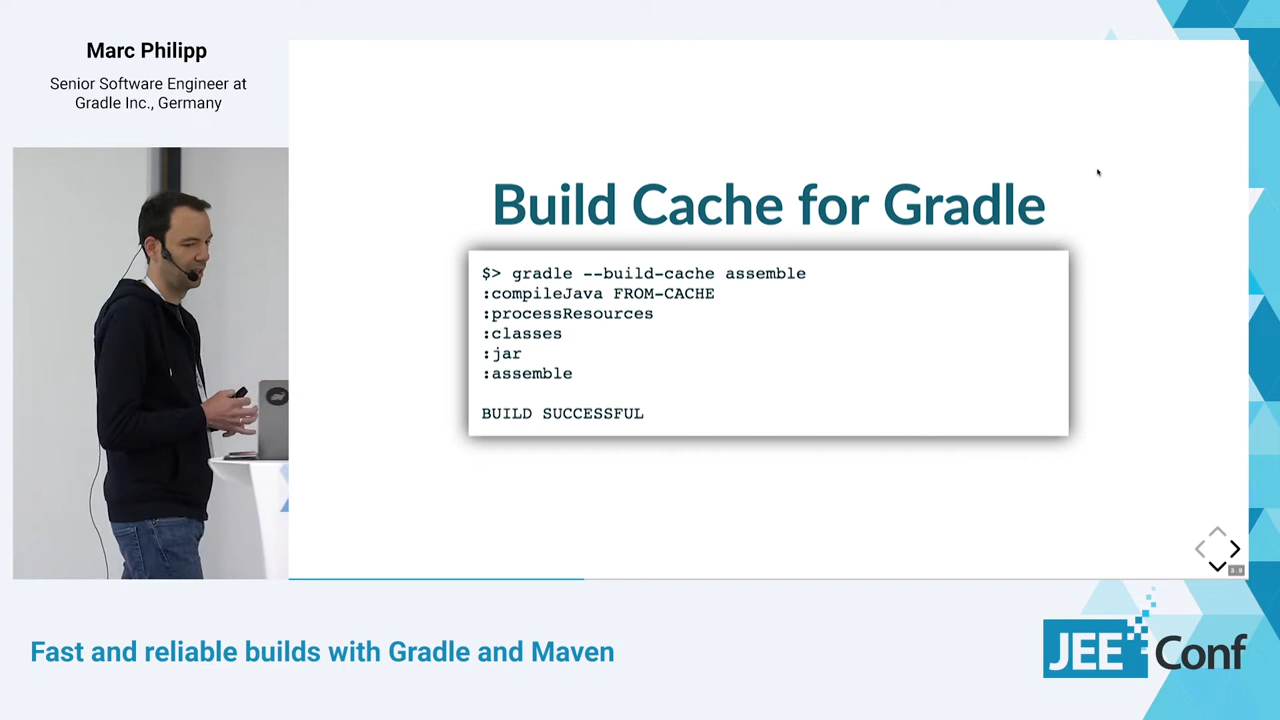 Marc Philipp
Senior Software Engineer at
Gradle Inc., Germany
Build Cache for Gradle
$> gradle --build-cache assemble
:compileJava FROM-CACHE
:processResources
:classes
:jar
:assemble
BUILD SUCCESSFUL
Fast and reliable builds with Gradle and Maven
JEE Conf